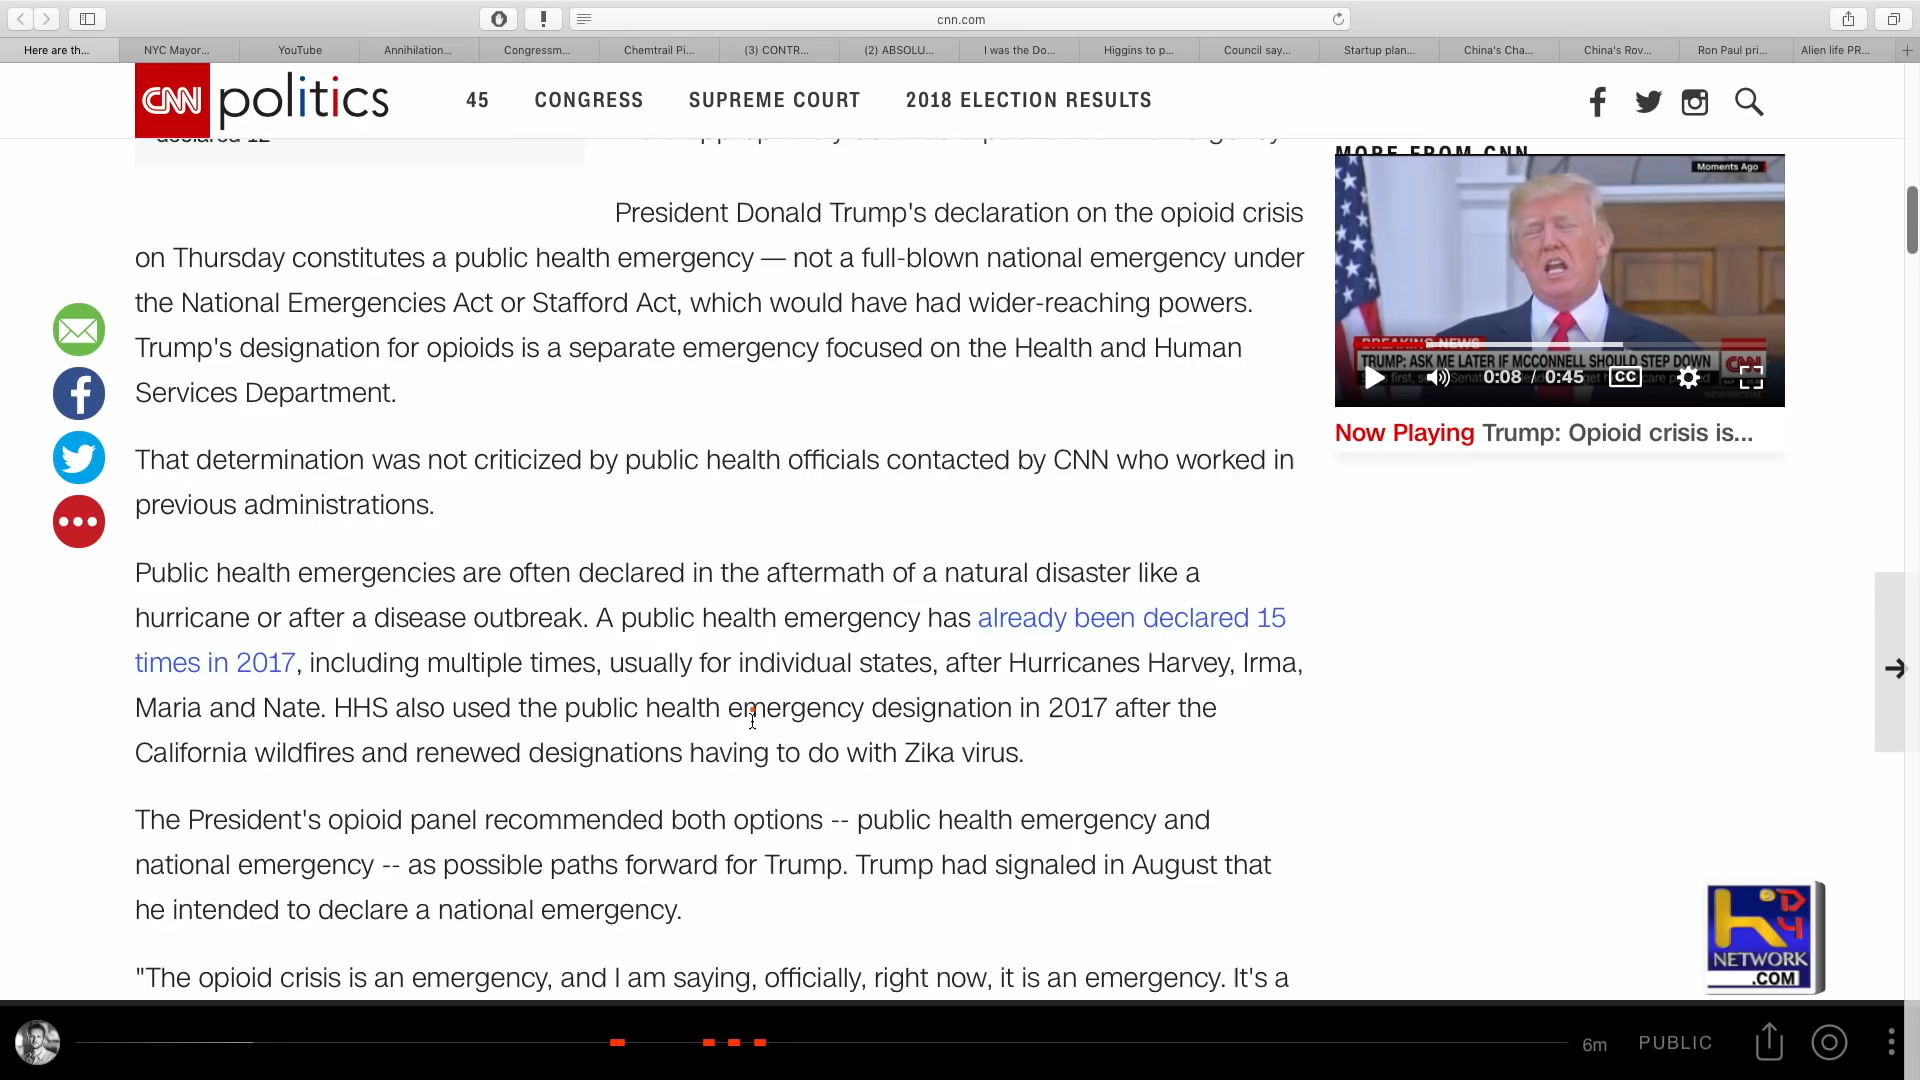 cnn.com
Here are th...
NYC Mayor...
YouTube
Annihilation...
Congressm...
Chemtrail Pi...
(3) CONTR...
(2) ABSOLU...
I was the Do...
Higgins to p...
Council say...
Startup plan...
China's Cha...
China's Rov...
Ron Paul pri...
Alien life PR...
CNN politics
45
CONGRESS
SUPREME COURT
2018 ELECTION RESULTS
declared 12
President Donald Trump's declaration on the opioid crisis
on Thursday constitutes a public health emergency — not a full-blown national emergency under
the National Emergencies Act or Stafford Act, which would have had wider-reaching powers.
Trump's designation for opioids is a separate emergency focused on the Health and Human
Services Department.
That determination was not criticized by public health officials contacted by CNN who worked in
previous administrations.
Public health emergencies are often declared in the aftermath of a natural disaster like a
hurricane or after a disease outbreak. A public health emergency has already been declared 15
times in 2017, including multiple times, usually for individual states, after Hurricanes Harvey, Irma,
Maria and Nate. HHS also used the public health emergency designation in 2017 after the
California wildfires and renewed designations having to do with Zika virus.
The President's opioid panel recommended both options -- public health emergency and
national emergency -- as possible paths forward for Trump. Trump had signaled in August that
he intended to declare a national emergency.
"The opioid crisis is an emergency, and I am saying, officially, right now, it is an emergency. It's a
MORE FROM CNN
Moments Ago
BREAKING NEWS
TRUMP: ASK ME LATER IF MCCONNELL SHOULD STEP DOWN
CNN
0:08 / 0:45
CC
Now Playing Trump: Opioid crisis is...
D4
NETWORK
.COM
6m
PUBLIC